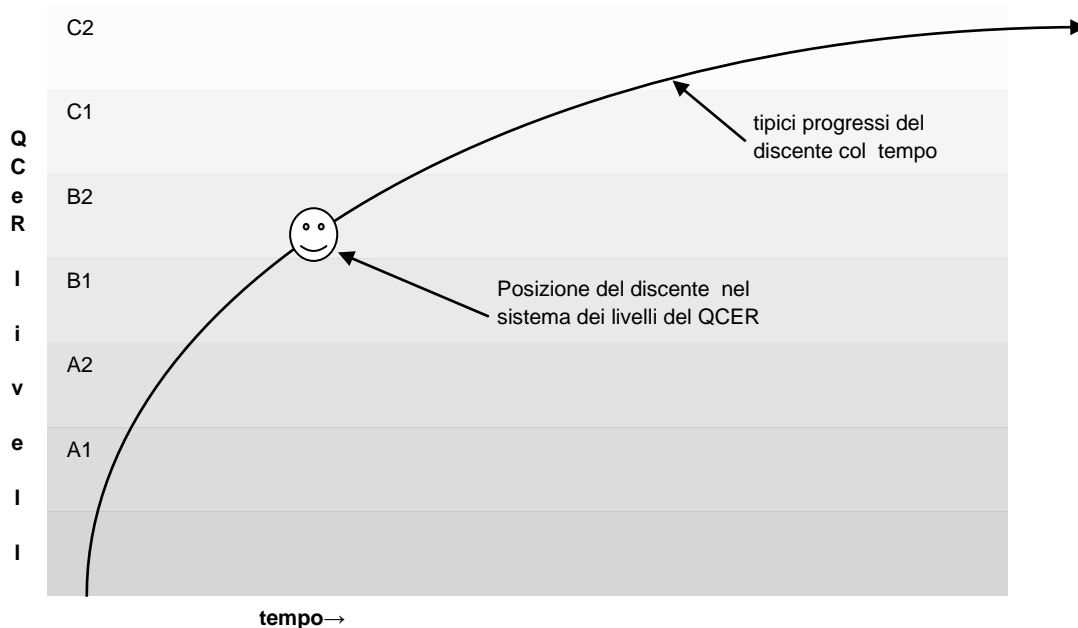 C2
C1
tipici progressi del
discente col tempo
Q
C
e
R
B2
l
i
v
e
l
l
B1
Posizione del discente nel
sistema dei livelli del QCER
A2
A1
tempo→